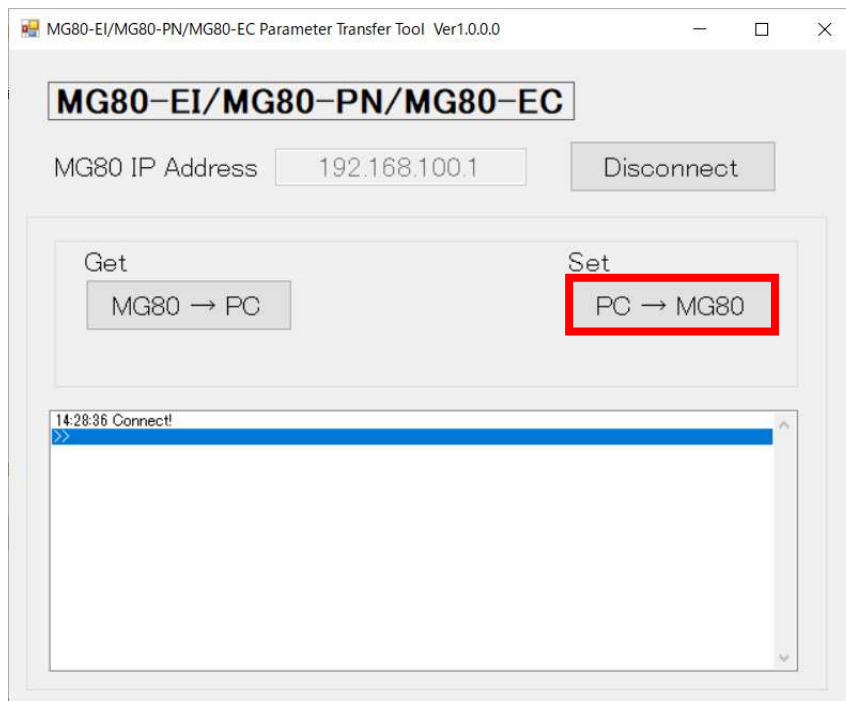 MG80-EI/MG80-PN/MG80-EC Parameter Transfer Tool Ver1.0.0.0
MG80-EI/MG80-PN/MG80-EC
MG80 IP Address 192.168.100.1 Disconnect
Get Set
MG80 → PC PC → MG80
14:28:36 Connect!
>>